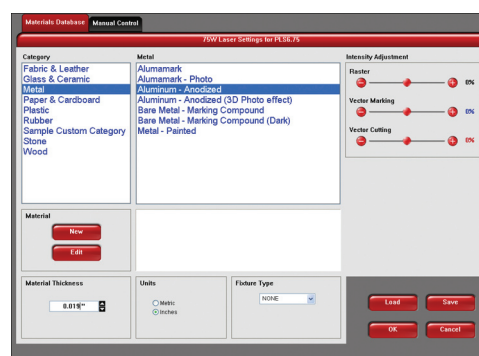 Materials Database Manual Control
75W Laser Settings for PLS6.75
Category
Fabric & Leather
Glass & Ceramic
Metal
Paper & Cardboard
Plastic
Rubber
Sample Custom Category
Stone
Wood
Metal
Alumamark
Alumamark - Photo
Aluminum - Anodized
Aluminum - Anodized (3D Photo effect)
Bare Metal - Marking Compound
Bare Metal - Marking Compound (Dark)
Metal - Painted
Intensity Adjustment
Raster
0%
Vector Marking
0%
Vector Cutting
0%
Material
New
Edit
Material Thickness
0.019"
Units
Metric
Inches
Fixture Type
NONE
Load Save
OK Cancel